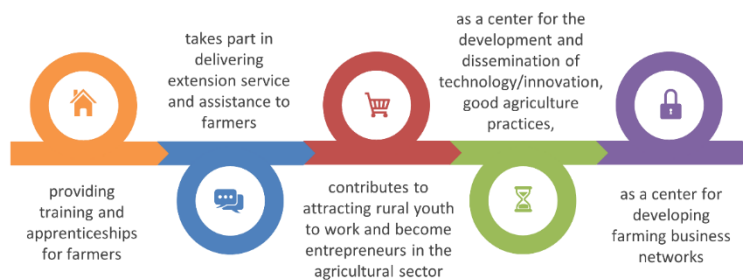 providing
training and
apprenticeships
for farmers
takes part in
delivering
extension service
and assistance to
farmers
contributes to
attracting rural youth
to work and become
entrepreneurs in the
agricultural sector
as a center for the
development and
dissemination of
technology/innovation,
good agriculture
practices,
as a center for
developing
farming business
networks